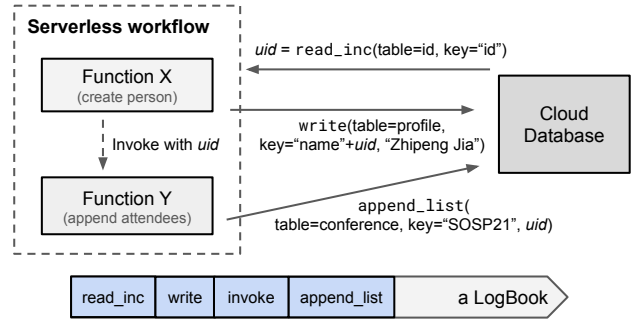 Serverless workflow
uid = read_inc(table=id, key=“id”)
Function X
(create person)
write(table=profile,
key=“name”+uid, “Zhipeng Jia”)
Cloud
Database
Invoke with uid
Function Y
(append attendees)
append_list(
table=conference, key=“SOSP21”, uid)
read_inc write invoke append_list a LogBook